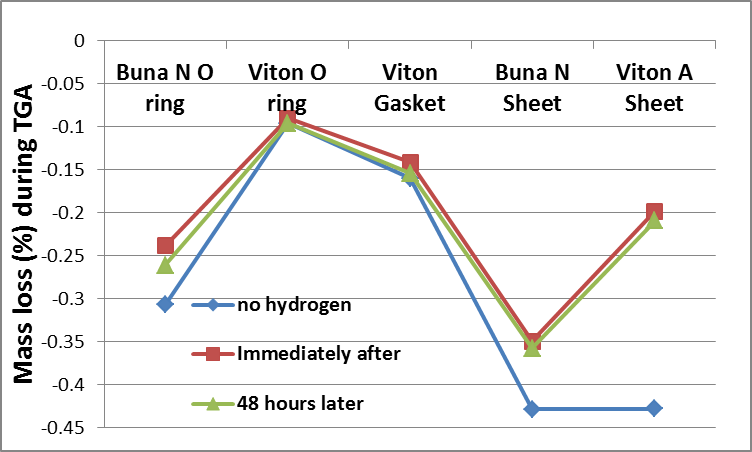 Mass loss (%) during TGA
0
-0.05
-0.1
-0.15
-0.2
-0.25
-0.3
-0.35
-0.4
-0.45
Buna N O
ring
Viton O
ring
Viton
Gasket
Buna N
Sheet
Viton A
Sheet
no hydrogen
Immediately after
48 hours later